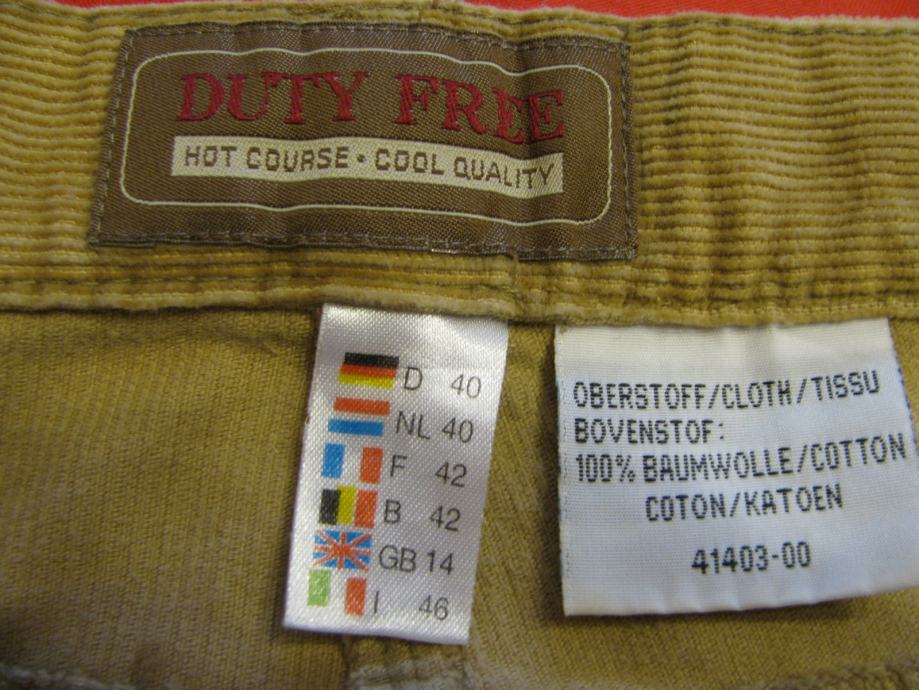 DUTY FREE
HOT COURSE • COOL QUALITY
D 40
NL 40
F 42
B 42
GB 14
I 46
OBERSTOFF/CLOTH/TISSU
BOVENSTOF:
100% BAUMWOLLE/COTTON
COTON/KATOEN
41403-00